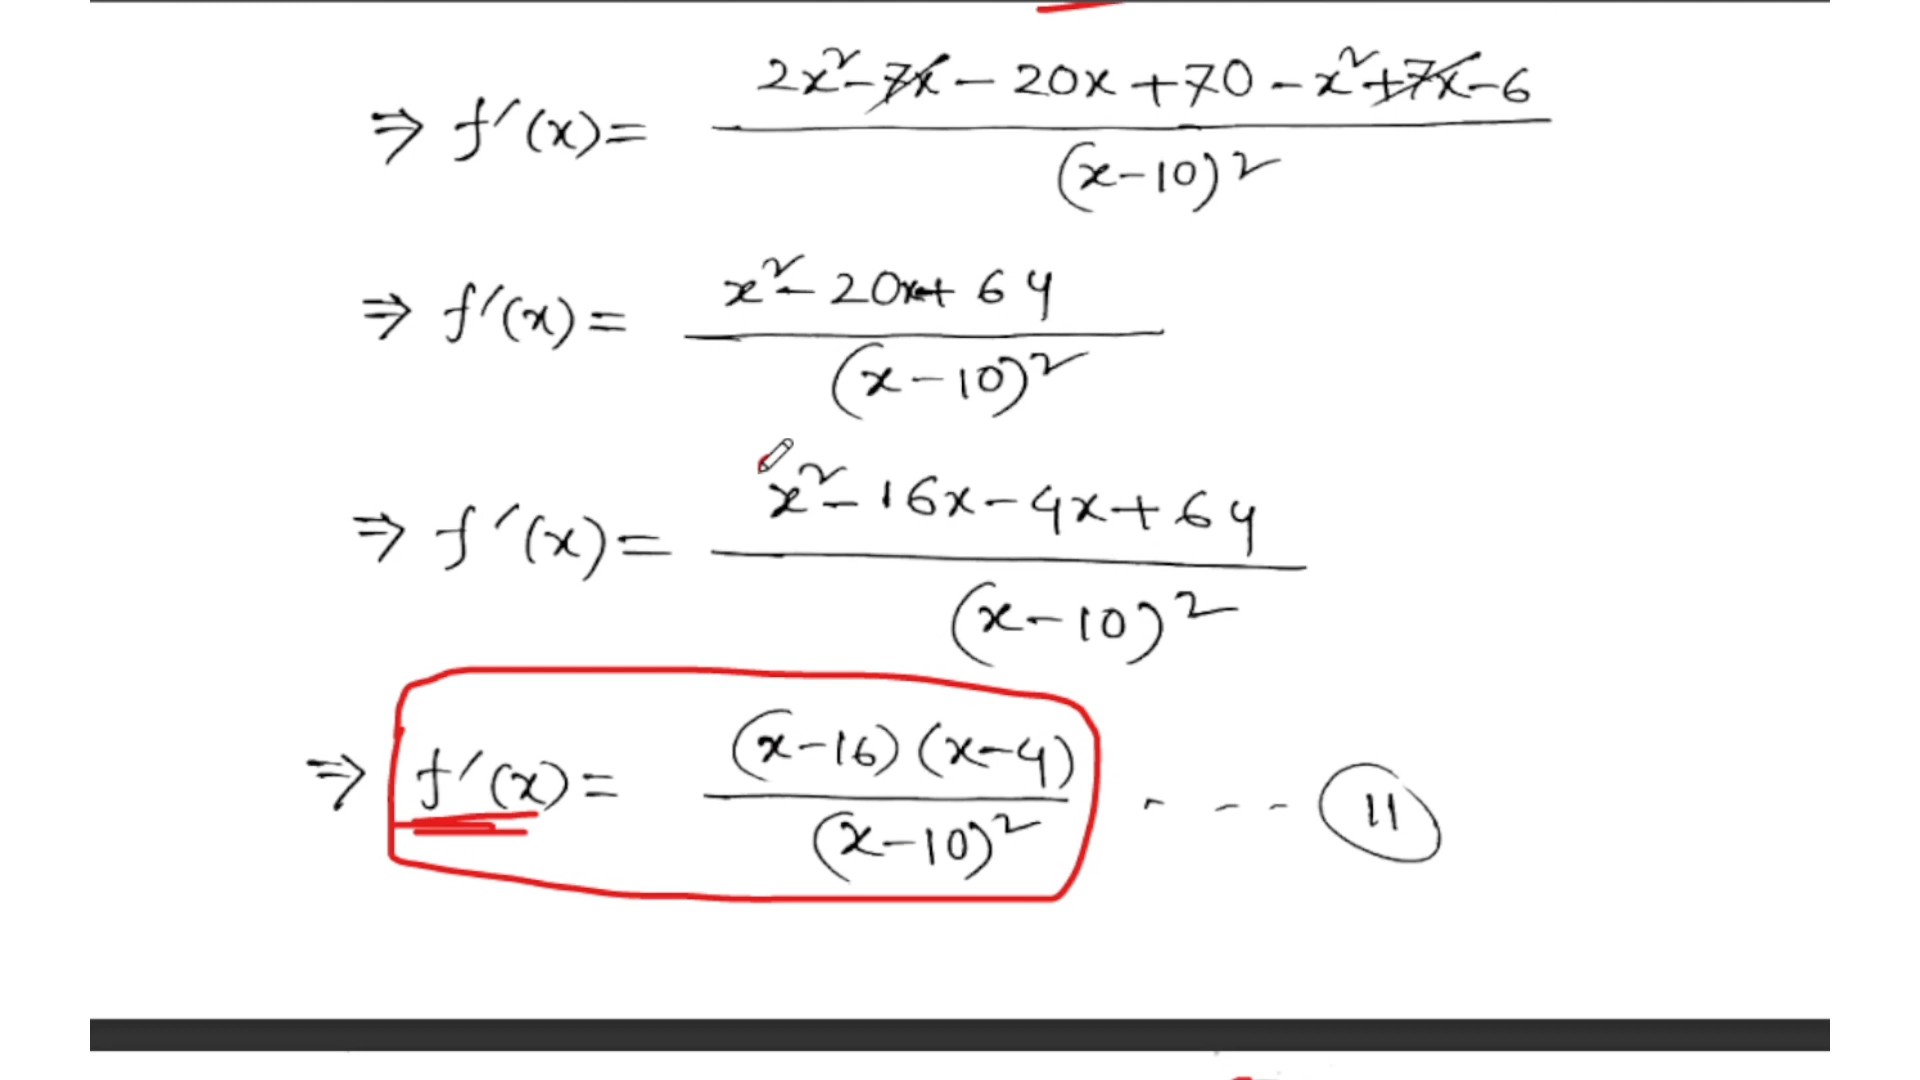 ⇒ f'(x) = (2x² - 7x - 20x + 70 - x² + 7x - 6) / (x-10)²
⇒ f'(x) = (x² - 20x + 64) / (x-10)²
⇒ f'(x) = (x² - 16x - 4x + 64) / (x-10)²
⇒ f'(x) = (x-16)(x-4) / (x-10)² .... 11